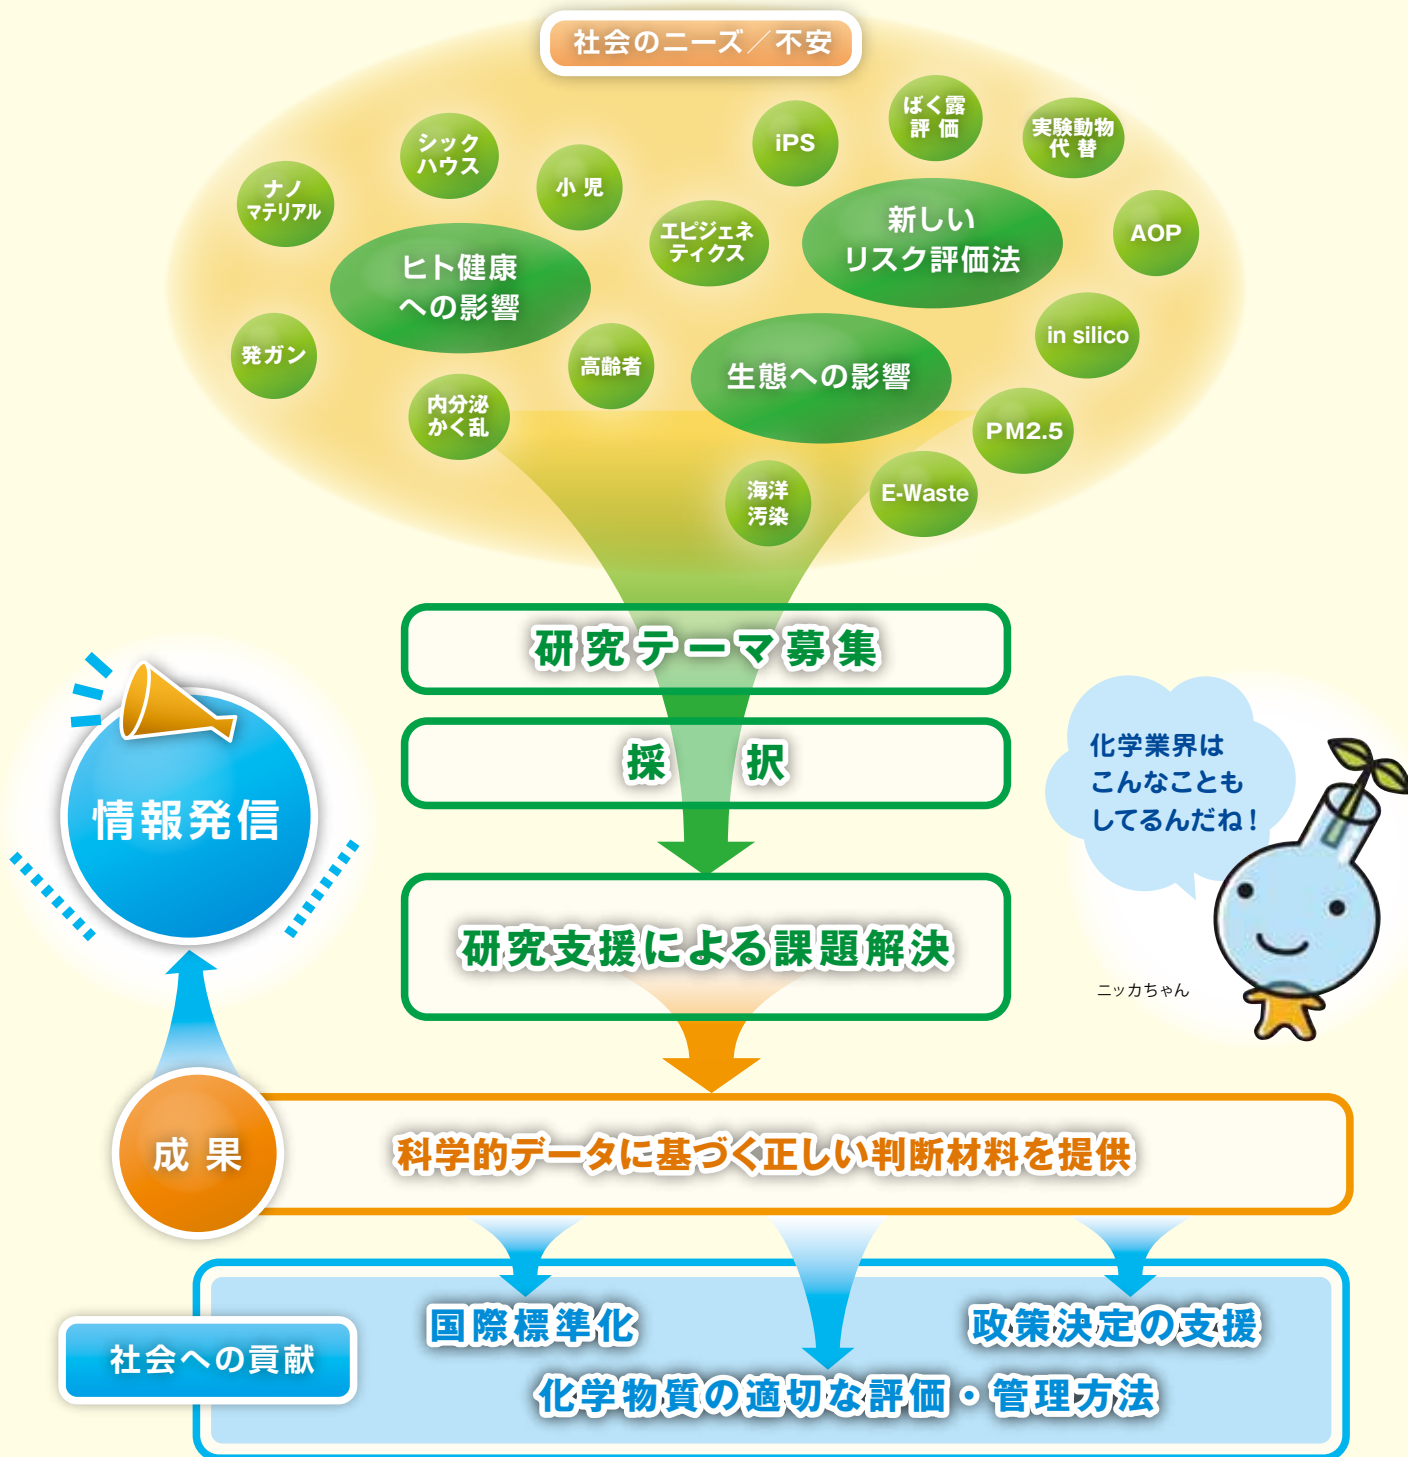 社会のニーズ／不安
シック
ハウス
小 児
ナノ
マテリアル
ヒト健康
への影響
発ガン
内分泌
かく乱
高齢者
iPS
ばく露
評 価
実験動物
代 替
エピジェネ
ティクス
新しい
リスク評価法
AOP
in silico
生態への影響
PM2.5
E-Waste
海洋
汚染
研究テーマ募集
採 択
研究支援による課題解決
情報発信
化学業界は
こんなことも
してるんだね！
ニッカちゃん
成 果
科学的データに基づく正しい判断材料を提供
社会への貢献
国際標準化
政策決定の支援
化学物質の適切な評価・管理方法